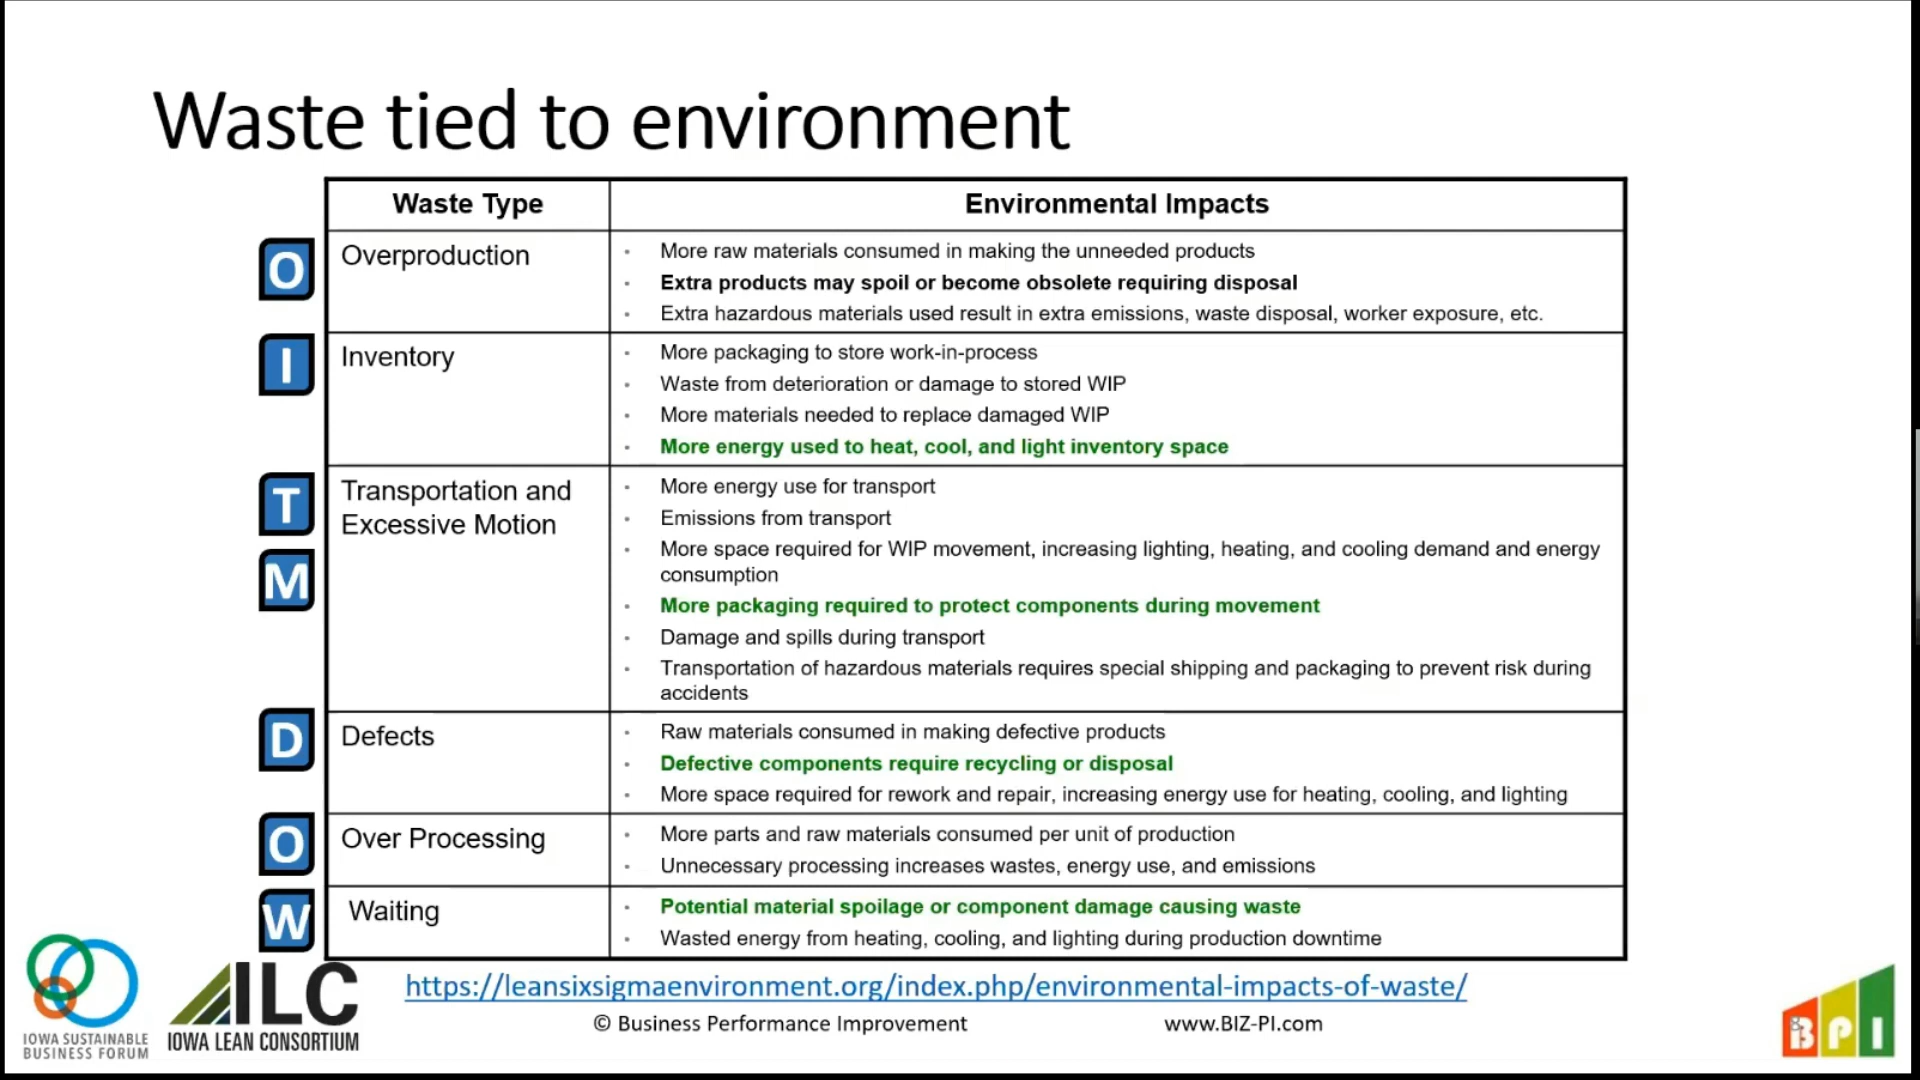 Waste tied to environment
Waste Type
Environmental Impacts
O
Overproduction
More raw materials consumed in making the unneeded products
Extra products may spoil or become obsolete requiring disposal
Extra hazardous materials used result in extra emissions, waste disposal, worker exposure, etc.
I
Inventory
More packaging to store work-in-process
Waste from deterioration or damage to stored WIP
More materials needed to replace damaged WIP
More energy used to heat, cool, and light inventory space
T
M
Transportation and
Excessive Motion
More energy use for transport
Emissions from transport
More space required for WIP movement, increasing lighting, heating, and cooling demand and energy
consumption
More packaging required to protect components during movement
Damage and spills during transport
Transportation of hazardous materials requires special shipping and packaging to prevent risk during
accidents
D
Defects
Raw materials consumed in making defective products
Defective components require recycling or disposal
More space required for rework and repair, increasing energy use for heating, cooling, and lighting
O
Over Processing
More parts and raw materials consumed per unit of production
Unnecessary processing increases wastes, energy use, and emissions
W
Waiting
Potential material spoilage or component damage causing waste
Wasted energy from heating, cooling, and lighting during production downtime
IOWA SUSTAINABLE
BUSINESS FORUM
ILC
IOWA LEAN CONSORTIUM
https://leansixsigmaenvironment.org/index.php/environmental-impacts-of-waste/
© Business Performance Improvement
www.BIZ-PI.com
BPI